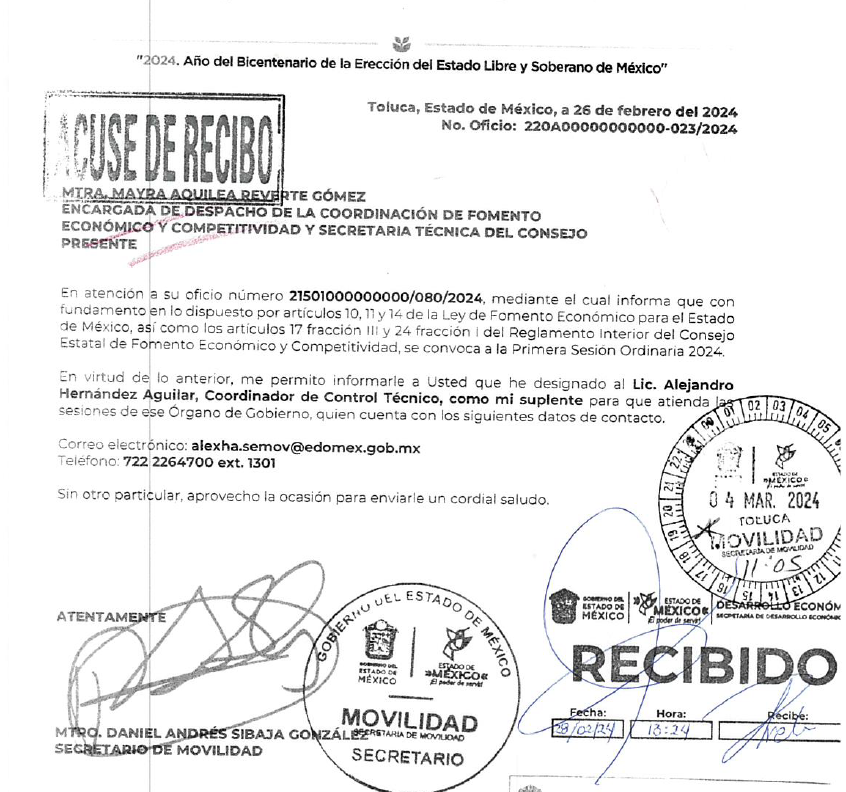 "2024. Año del Bicentenario de la Erección del Estado Libre y Soberano de México"
Toluca, Estado de México, a 26 de febrero del 2024
No. Oficio: 220A00000000000-023/2024
ACUSE DE RECIBO
MTRA. MAYRA AQUILEA REVERTE GÓMEZ
ENCARGADA DE DESPACHO DE LA COORDINACIÓN DE FOMENTO
ECONÓMICO Y COMPETITIVIDAD Y SECRETARIA TÉCNICA DEL CONSEJO
PRESENTE
En atención a su oficio número 21501000000000/080/2024, mediante el cual informa que con
fundamento en lo dispuesto por artículos 10, 11 y 14 de la Ley de Fomento Económico para el Estado
de México, así como los artículos 17 fracción III y 24 fracción I del Reglamento Interior del Consejo
Estatal de Fomento Económico y Competitividad, se convoca a la Primera Sesión Ordinaria 2024.
En virtud de lo anterior, me permito informarle a Usted que he designado al Lic. Alejandro
Hernández Aguilar, Coordinador de Control Técnico, como mi suplente para que atienda las
sesiones de ese Órgano de Gobierno, quien cuenta con los siguientes datos de contacto.
Correo electrónico: alexha.semov@edomex.gob.mx
Teléfono: 722 2264700 ext. 1301
Sin otro particular, aprovecho la ocasión para enviarle un cordial saludo.
00 01 02 03 04 05
12 13 14 15 16 17 18 19 20 21 22
ESTADO DE
»MÉXICO«
04 MAR. 2024
TOLUCA
MOVILIDAD
SECRETARÍA DE MOVILIDAD
11:05
ATENTAMENTE
GOBIERNO DEL ESTADO DE MÉXICO
GOBIERNO DEL
ESTADO DE
MÉXICO
ESTADO DE
»MÉXICO«
¡El poder de servir!
MOVILIDAD
SECRETARÍA DE MOVILIDAD
SECRETARIO
MTRO. DANIEL ANDRÉS SIBAJA GONZÁLEZ
SECRETARIO DE MOVILIDAD
GOBIERNO DEL
ESTADO DE
MÉXICO
ESTADO DE
»MÉXICO«
¡El poder de servir!
DESARROLLO ECONÓM
SECRETARÍA DE DESARROLLO ECONÓMIC
RECIBIDO
Fecha: Hora: Recibe:
28/02/24 13:24